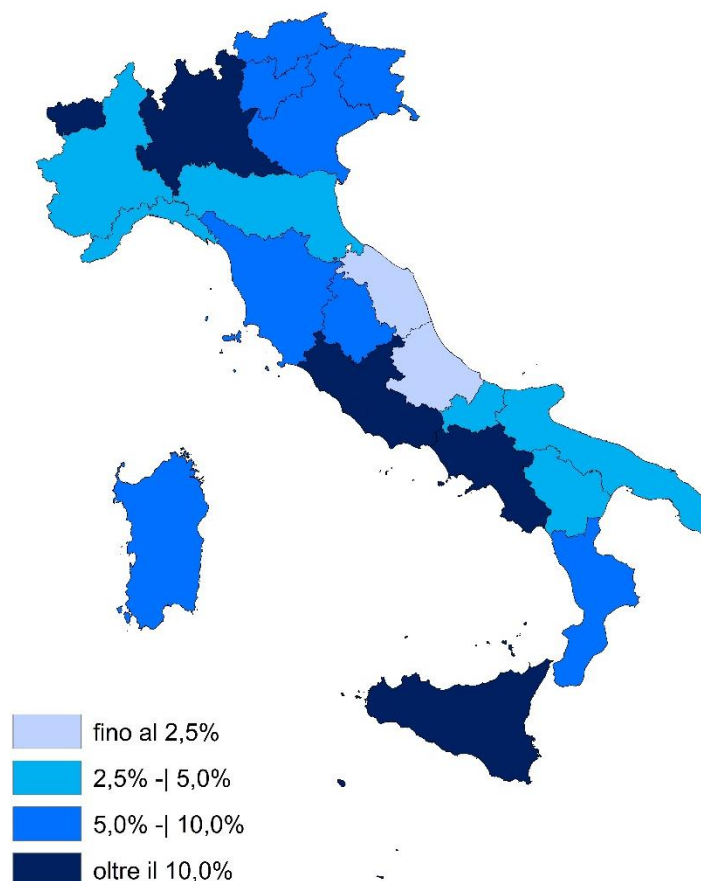 fino al 2,5%
2,5% -| 5,0%
5,0% -| 10,0%
oltre il 10,0%